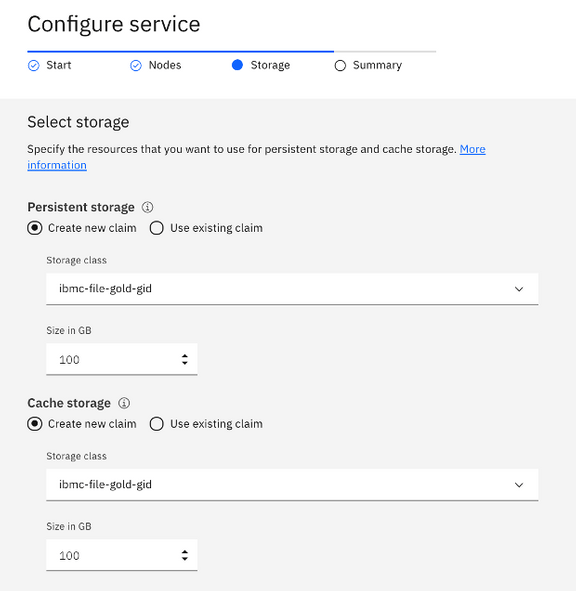 Configure service
Start Nodes Storage Summary
Select storage
Specify the resources that you want to use for persistent storage and cache storage. More
information
Persistent storage
Create new claim Use existing claim
Storage class
ibmc-file-gold-gid
Size in GB
100
Cache storage
Create new claim Use existing claim
Storage class
ibmc-file-gold-gid
Size in GB
100